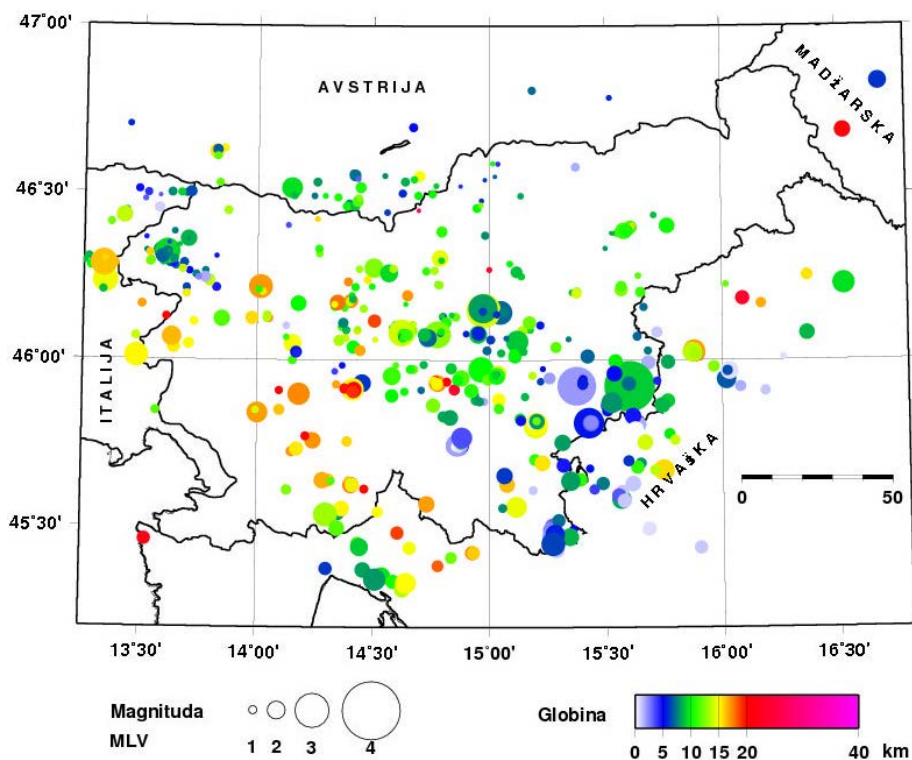 47°00'
AVSTRIJA
MADŽARSKA
46°30'
46°00'
ITALIJA
HRVAŠKA
0 50
45°30'
13°30' 14°00' 14°30' 15°00' 15°30' 16°00' 16°30'
Magnituda
MLV
1 2 3 4
Globina
0 5 10 15 20 40 km